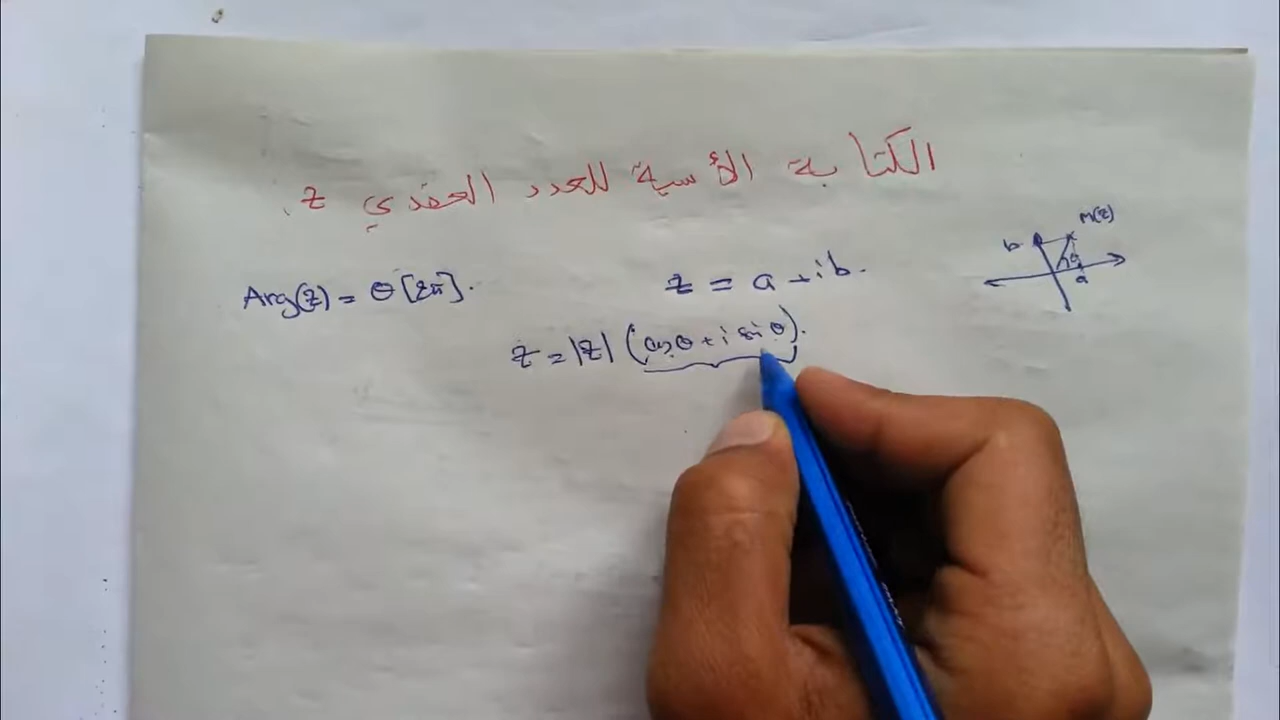 الكتابة الأسية للعدد العقدي z.
Arg(z) = θ [2π].
z = a + ib.
z = |z| (cos θ + i sin θ).
M(z)
b
θ
a